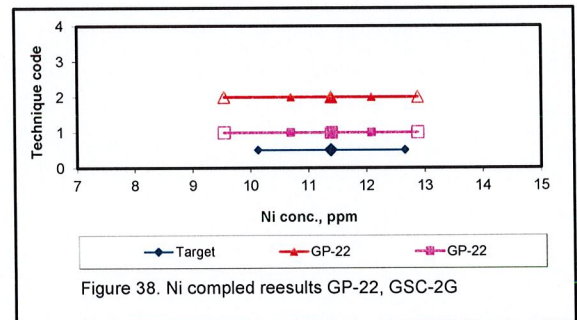 4
3
2
1
0
Technique code
7 8 9 10 11 12 13 14 15
Ni conc., ppm
Target GP-22 GP-22
Figure 38. Ni compled reesults GP-22, GSC-2G